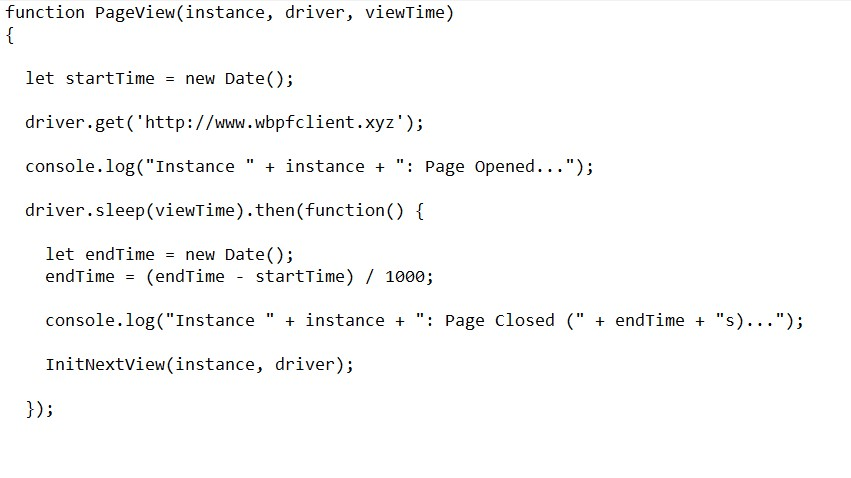 function PageView(instance, driver, viewTime)
{
let startTime = new Date();
driver.get('http://www.wbpfclient.xyz');
console.log("Instance " + instance + ": Page Opened...");
driver.sleep(viewTime).then(function() {
let endTime = new Date();
endTime = (endTime - startTime) / 1000;
console.log("Instance " + instance + ": Page Closed (" + endTime + "s)...");
InitNextView(instance, driver);
});